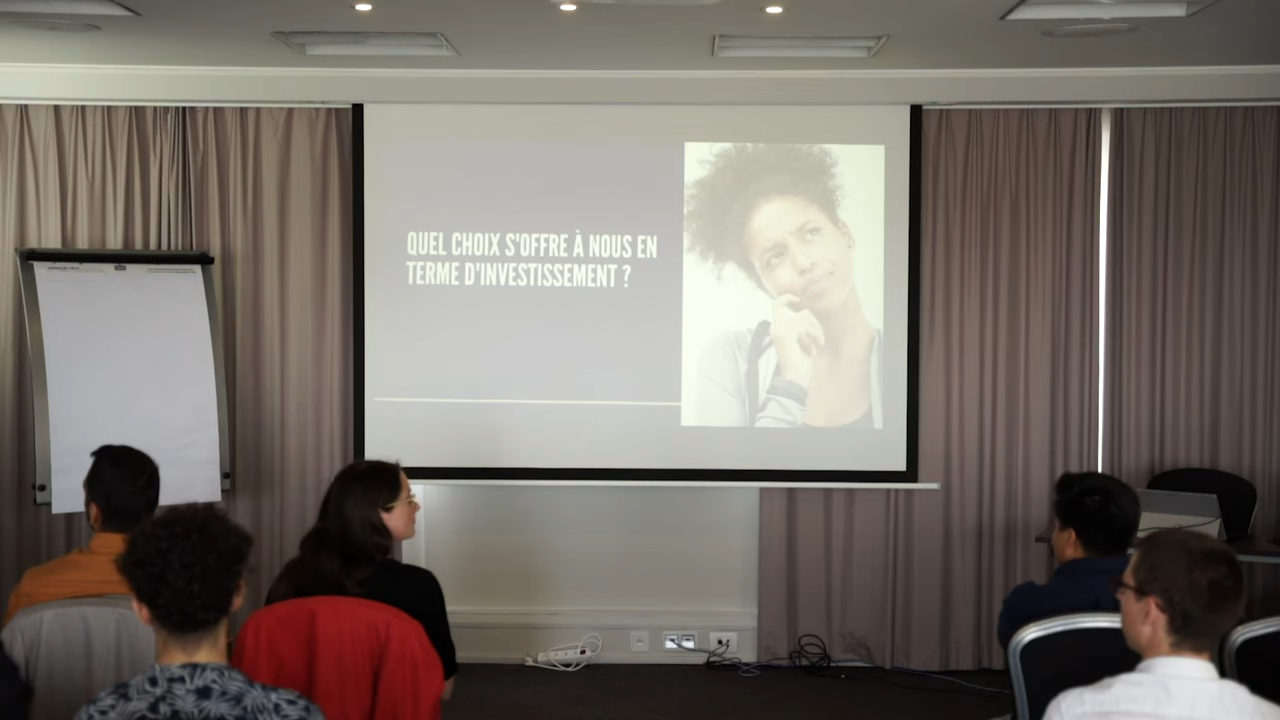 QUEL CHOIX S'OFFRE À NOUS EN
TERME D'INVESTISSEMENT ?